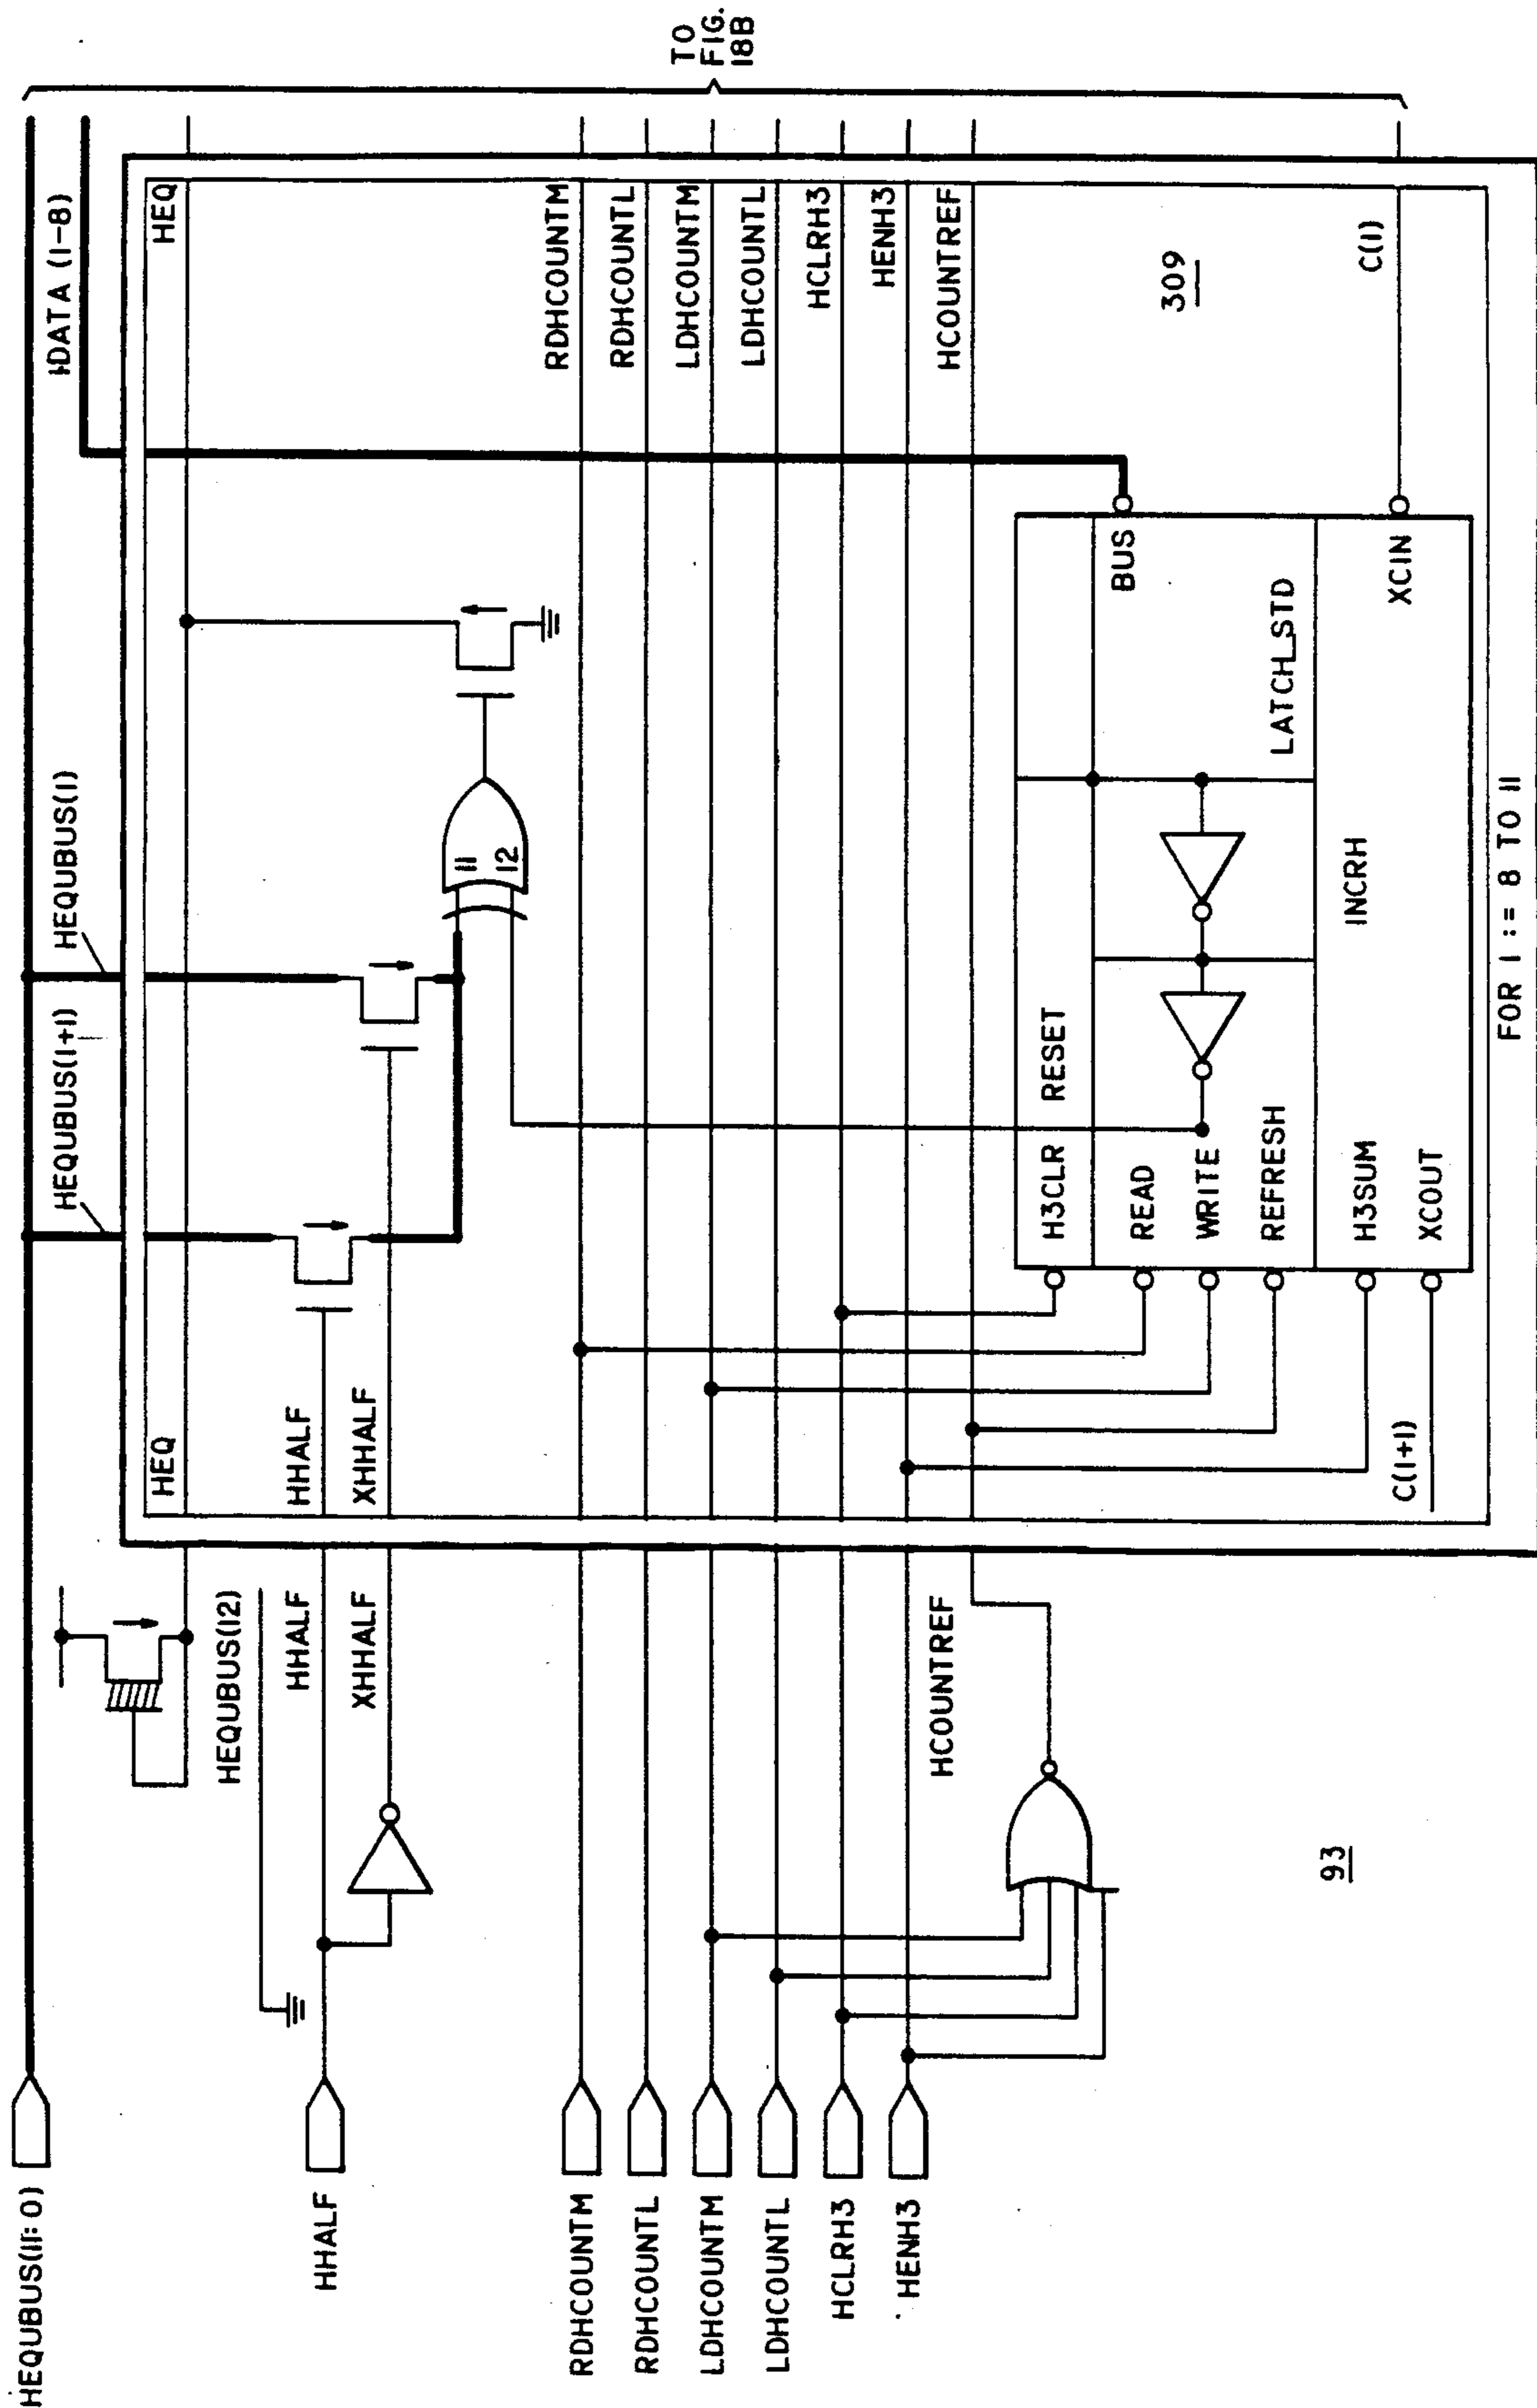 HEQUBUS(11:0)
HHALF
RDHCOUNTM
RDHCOUNTL
LDHCOUNTM
LDHCOUNTL
HCLRH3
HENH3
HEQUBUS(12)
HHALF
XHHALF
HCOUNTREF
93
HEQUBUS(I+1)
HEQUBUS(I)
IDATA (I-8)
HEQ
HEQ
HHALF
XHHALF
I1
I2
RDHCOUNTM
RDHCOUNTL
LDHCOUNTM
LDHCOUNTL
HCLRH3
HENH3
HCOUNTREF
309
H3CLR RESET
READ
WRITE
REFRESH
BUS
LATCH_STD
INCRH
H3SUM
XCOUT
XCIN
C(I+1)
C(I)
FOR I := 8 TO 11
TO
FIG.
18B